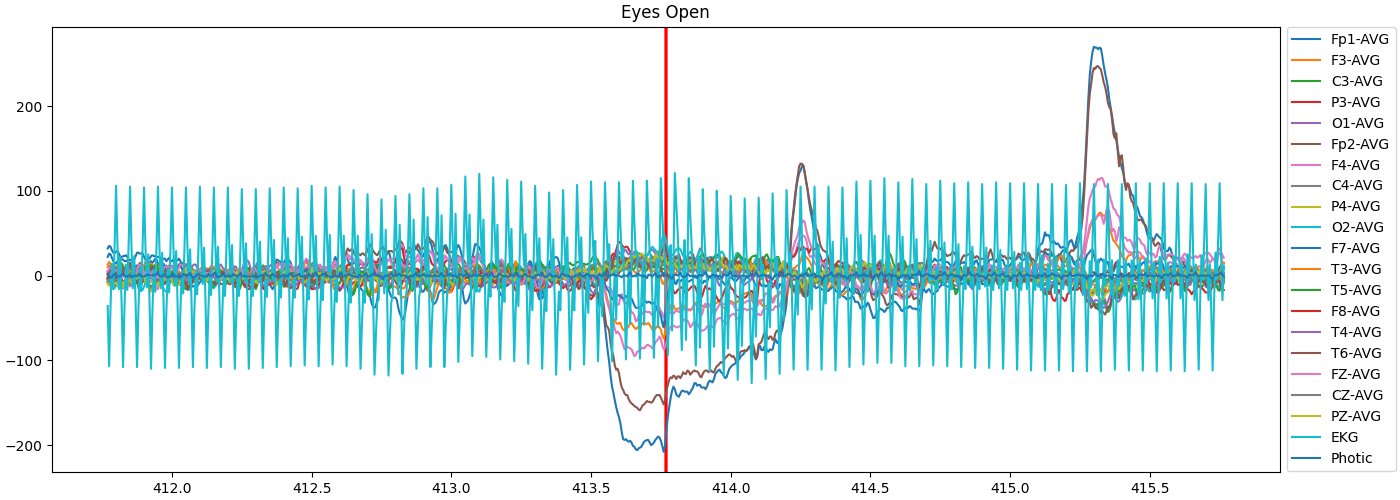 Eyes Open
200
100
0
−100
−200
412.0 412.5 413.0 413.5 414.0 414.5 415.0 415.5
Fp1-AVG
F3-AVG
C3-AVG
P3-AVG
O1-AVG
Fp2-AVG
F4-AVG
C4-AVG
P4-AVG
O2-AVG
F7-AVG
T3-AVG
T5-AVG
F8-AVG
T4-AVG
T6-AVG
FZ-AVG
CZ-AVG
PZ-AVG
EKG
Photic